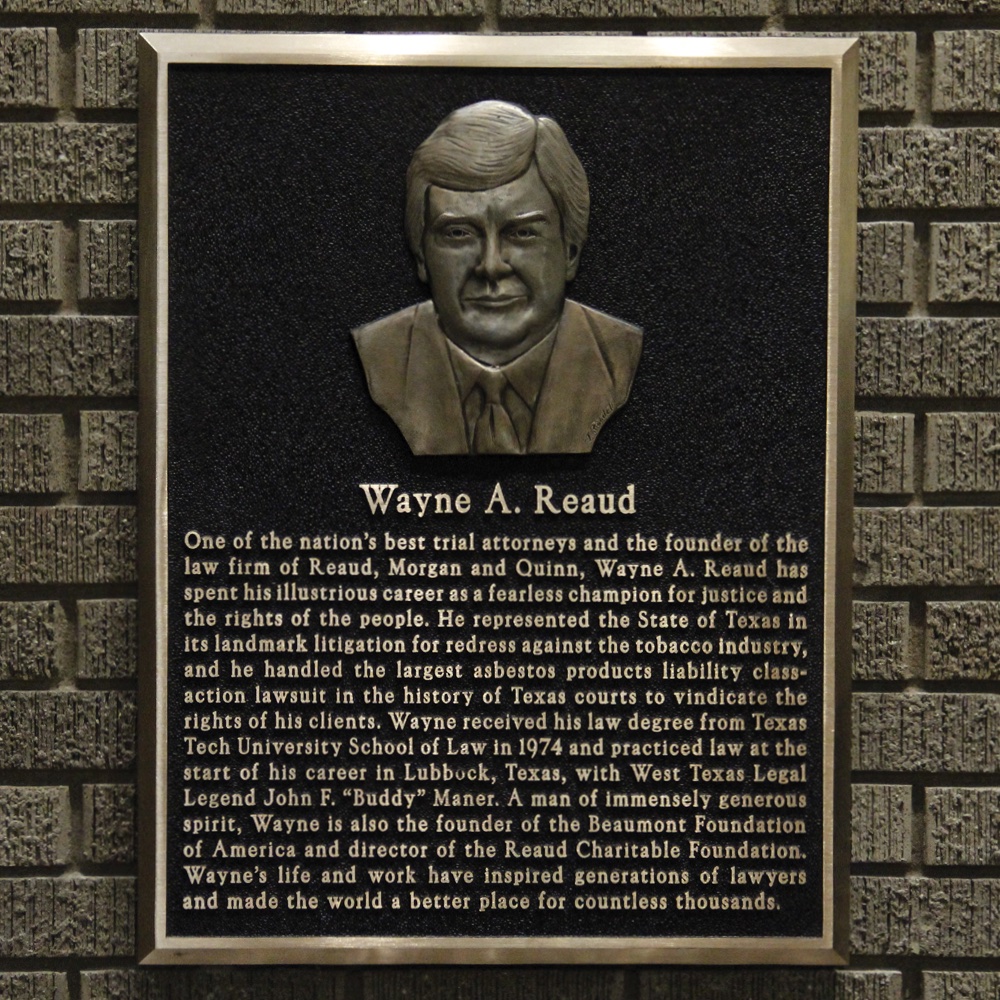 Wayne A. Reaud
One of the nation's best trial attorneys and the founder of the
law firm of Reaud, Morgan and Quinn, Wayne A. Reaud has
spent his illustrious career as a fearless champion for justice and
the rights of the people. He represented the State of Texas in
its landmark litigation for redress against the tobacco industry,
and he handled the largest asbestos products liability class-
action lawsuit in the history of Texas courts to vindicate the
rights of his clients. Wayne received his law degree from Texas
Tech University School of Law in 1974 and practiced law at the
start of his career in Lubbock, Texas, with West Texas Legal
Legend John F. “Buddy” Maner. A man of immensely generous
spirit, Wayne is also the founder of the Beaumont Foundation
of America and director of the Reaud Charitable Foundation.
Wayne's life and work have inspired generations of lawyers
and made the world a better place for countless thousands.